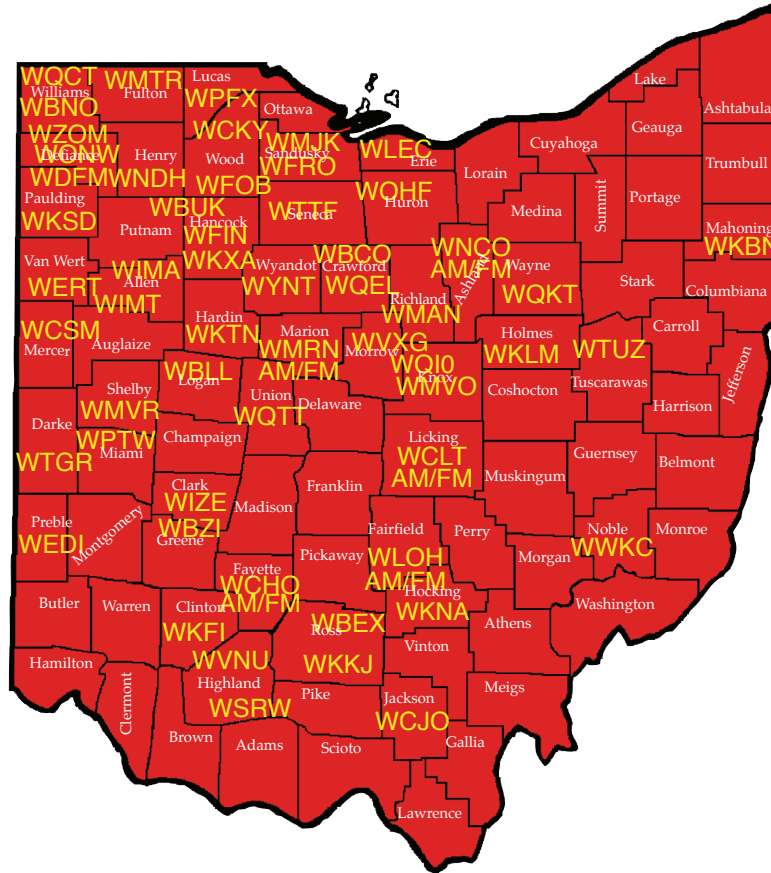 WQCT
WMTR
Lucas
Lake
Williams
Fulton
WPFX
Ottawa
Ashtabula
WBNO
Geauga
WZOM
WCKY
WMJK
WLEC
Cuyahoga
WONW
Defiance
Henry
Wood
Sandusky
Erie
Trumbull
WDFM
WNDH
WFOB
WFRO
WQHF
Lorain
Summit
Portage
Paulding
WBUK
WTTF
Huron
Medina
WKSD
Putnam
Hancock
Seneca
Mahoning
WFIN
WBCO
WNCO
WKBN
Van Wert
WIMA
WKXA
Wyandot
Crawford
AM/FM
Wayne
WERT
Allen
WYNT
WQEL
Richland
Ashland
WQKT
Stark
Columbiana
WIMT
WMAN
WCSM
Hardin
Marion
WVXG
Holmes
Carroll
Mercer
Auglaize
WKTN
WMRN
Morrow
WQI0
WKLM
WTUZ
Jefferson
WBLL
AM/FM
Knox
Shelby
Logan
Union
WMVO
Coshocton
Tuscarawas
Darke
WMVR
WQTT
Delaware
Harrison
WPTW
Champaign
Licking
Guernsey
WTGR
Miami
WCLT
Belmont
Clark
Franklin
AM/FM
Muskingum
WIZE
Madison
Preble
Montgomery
WBZI
Fairfield
Perry
Noble
Monroe
WEDI
Greene
Pickaway
WLOH
Morgan
WWKC
Fayette
AM/FM
Butler
Warren
Clinton
WCHO
Hocking
Washington
AM/FM
WKNA
WKFI
WBEX
Ross
Athens
Hamilton
WVNU
WKKJ
Vinton
Clermont
Highland
Pike
Jackson
Meigs
WSRW
WCJO
Brown
Adams
Scioto
Gallia
Lawrence